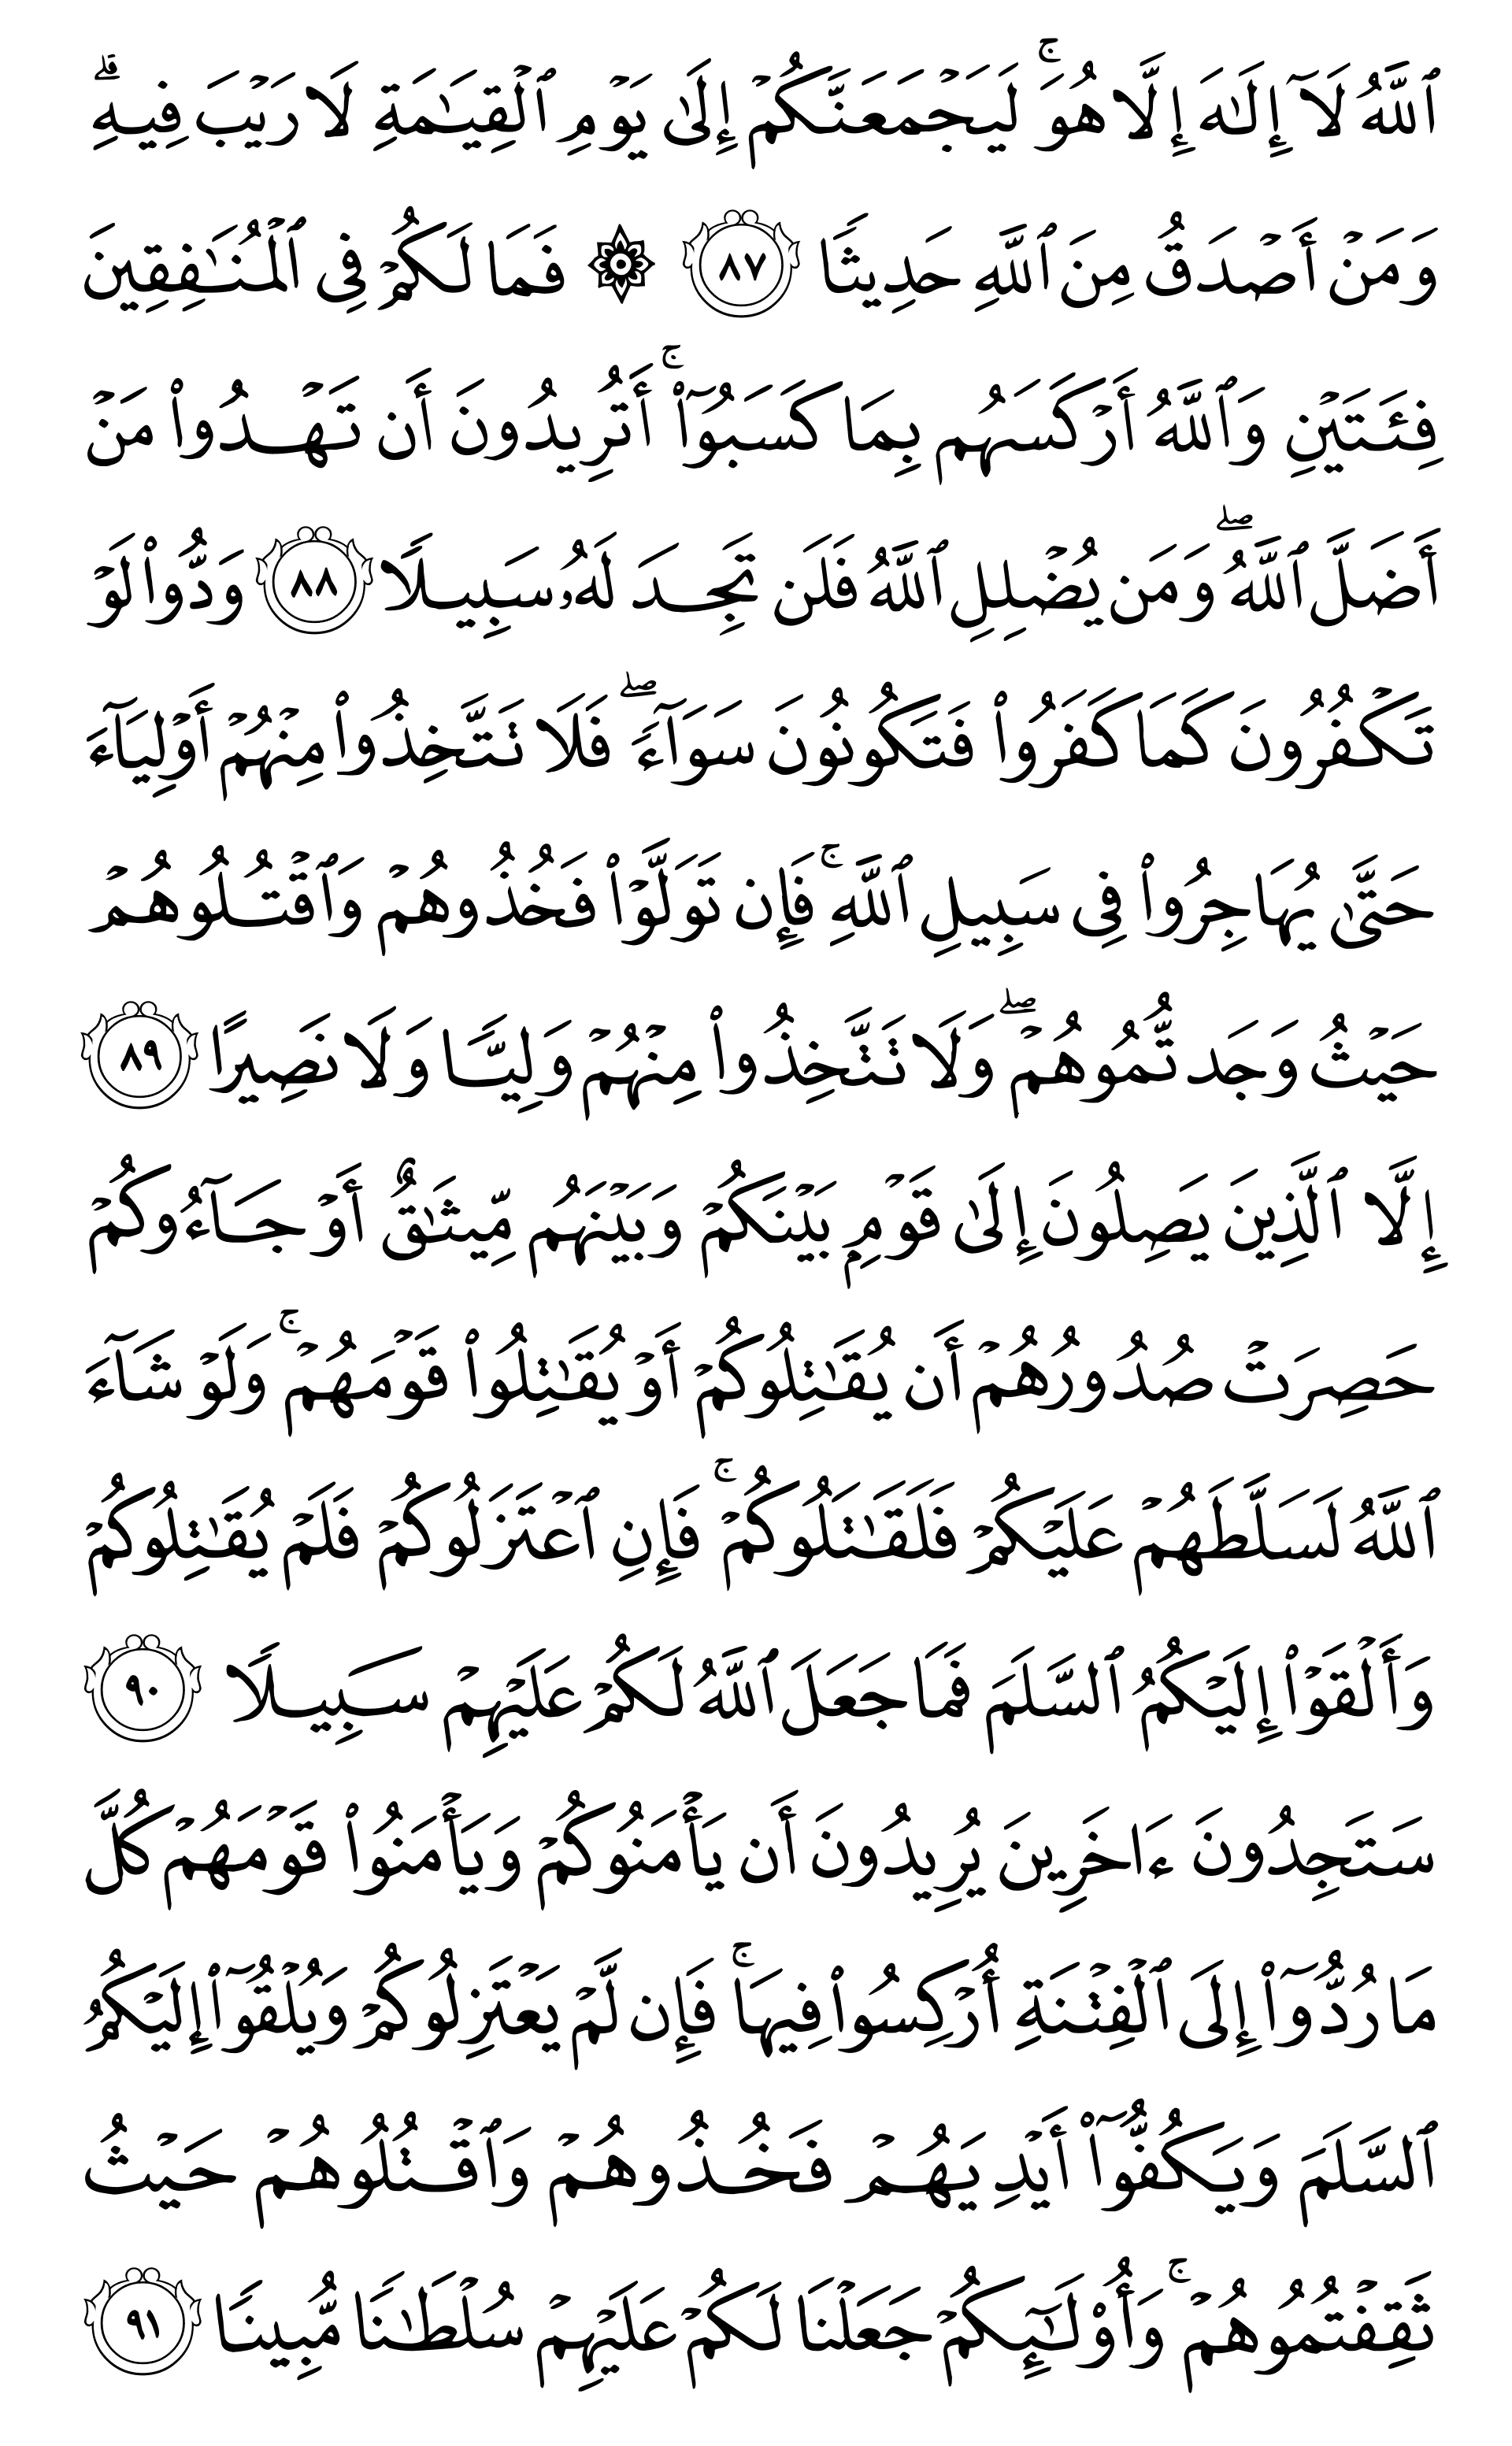 ٱللَّهُ لَآ إِلَٰهَ إِلَّا هُوَۚ لَيَجۡمَعَنَّكُمۡ إِلَىٰ يَوۡمِ ٱلۡقِيَٰمَةِ لَا رَيۡبَ فِيهِۗ
وَمَنۡ أَصۡدَقُ مِنَ ٱللَّهِ حَدِيثٗا ٨٧ ۞ فَمَا لَكُمۡ فِي ٱلۡمُنَٰفِقِينَ
فِئَتَيۡنِ وَٱللَّهُ أَرۡكَسَهُم بِمَا كَسَبُوٓاْۚ أَتُرِيدُونَ أَن تَهۡدُواْ مَنۡ
أَضَلَّ ٱللَّهُۖ وَمَن يُضۡلِلِ ٱللَّهُ فَلَن تَجِدَ لَهُۥ سَبِيلٗا ٨٨ وَدُّواْ لَوۡ
تَكۡفُرُونَ كَمَا كَفَرُواْ فَتَكُونُونَ سَوَآءٗۖ فَلَا تَتَّخِذُواْ مِنۡهُمۡ أَوۡلِيَآءَ
حَتَّىٰ يُهَاجِرُواْ فِي سَبِيلِ ٱللَّهِۚ فَإِن تَوَلَّوۡاْ فَخُذُوهُمۡ وَٱقۡتُلُوهُمۡ
حَيۡثُ وَجَدتُّمُوهُمۡۖ وَلَا تَتَّخِذُواْ مِنۡهُمۡ وَلِيّٗا وَلَا نَصِيرًا ٨٩
إِلَّا ٱلَّذِينَ يَصِلُونَ إِلَىٰ قَوۡمِۭ بَيۡنَكُمۡ وَبَيۡنَهُم مِّيثَٰقٌ أَوۡ جَآءُوكُمۡ
حَصِرَتۡ صُدُورُهُمۡ أَن يُقَٰتِلُوكُمۡ أَوۡ يُقَٰتِلُواْ قَوۡمَهُمۡۚ وَلَوۡ شَآءَ
ٱللَّهُ لَسَلَّطَهُمۡ عَلَيۡكُمۡ فَلَقَٰتَلُوكُمۡۚ فَإِنِ ٱعۡتَزَلُوكُمۡ فَلَمۡ يُقَٰتِلُوكُمۡ
وَأَلۡقَوۡاْ إِلَيۡكُمُ ٱلسَّلَمَ فَمَا جَعَلَ ٱللَّهُ لَكُمۡ عَلَيۡهِمۡ سَبِيلٗا ٩٠
سَتَجِدُونَ ءَاخَرِينَ يُرِيدُونَ أَن يَأۡمَنُوكُمۡ وَيَأۡمَنُواْ قَوۡمَهُمۡ كُلَّ
مَا رُدُّوٓاْ إِلَى ٱلۡفِتۡنَةِ أُرۡكِسُواْ فِيهَاۚ فَإِن لَّمۡ يَعۡتَزِلُوكُمۡ وَيُلۡقُوٓاْ إِلَيۡكُمُ
ٱلسَّلَمَ وَيَكُفُّوٓاْ أَيۡدِيَهُمۡ فَخُذُوهُمۡ وَٱقۡتُلُوهُمۡ حَيۡثُ
ثَقِفۡتُمُوهُمۡۚ وَأُوْلَٰٓئِكُمۡ جَعَلۡنَا لَكُمۡ عَلَيۡهِمۡ سُلۡطَٰنٗا مُّبِينٗا ٩١